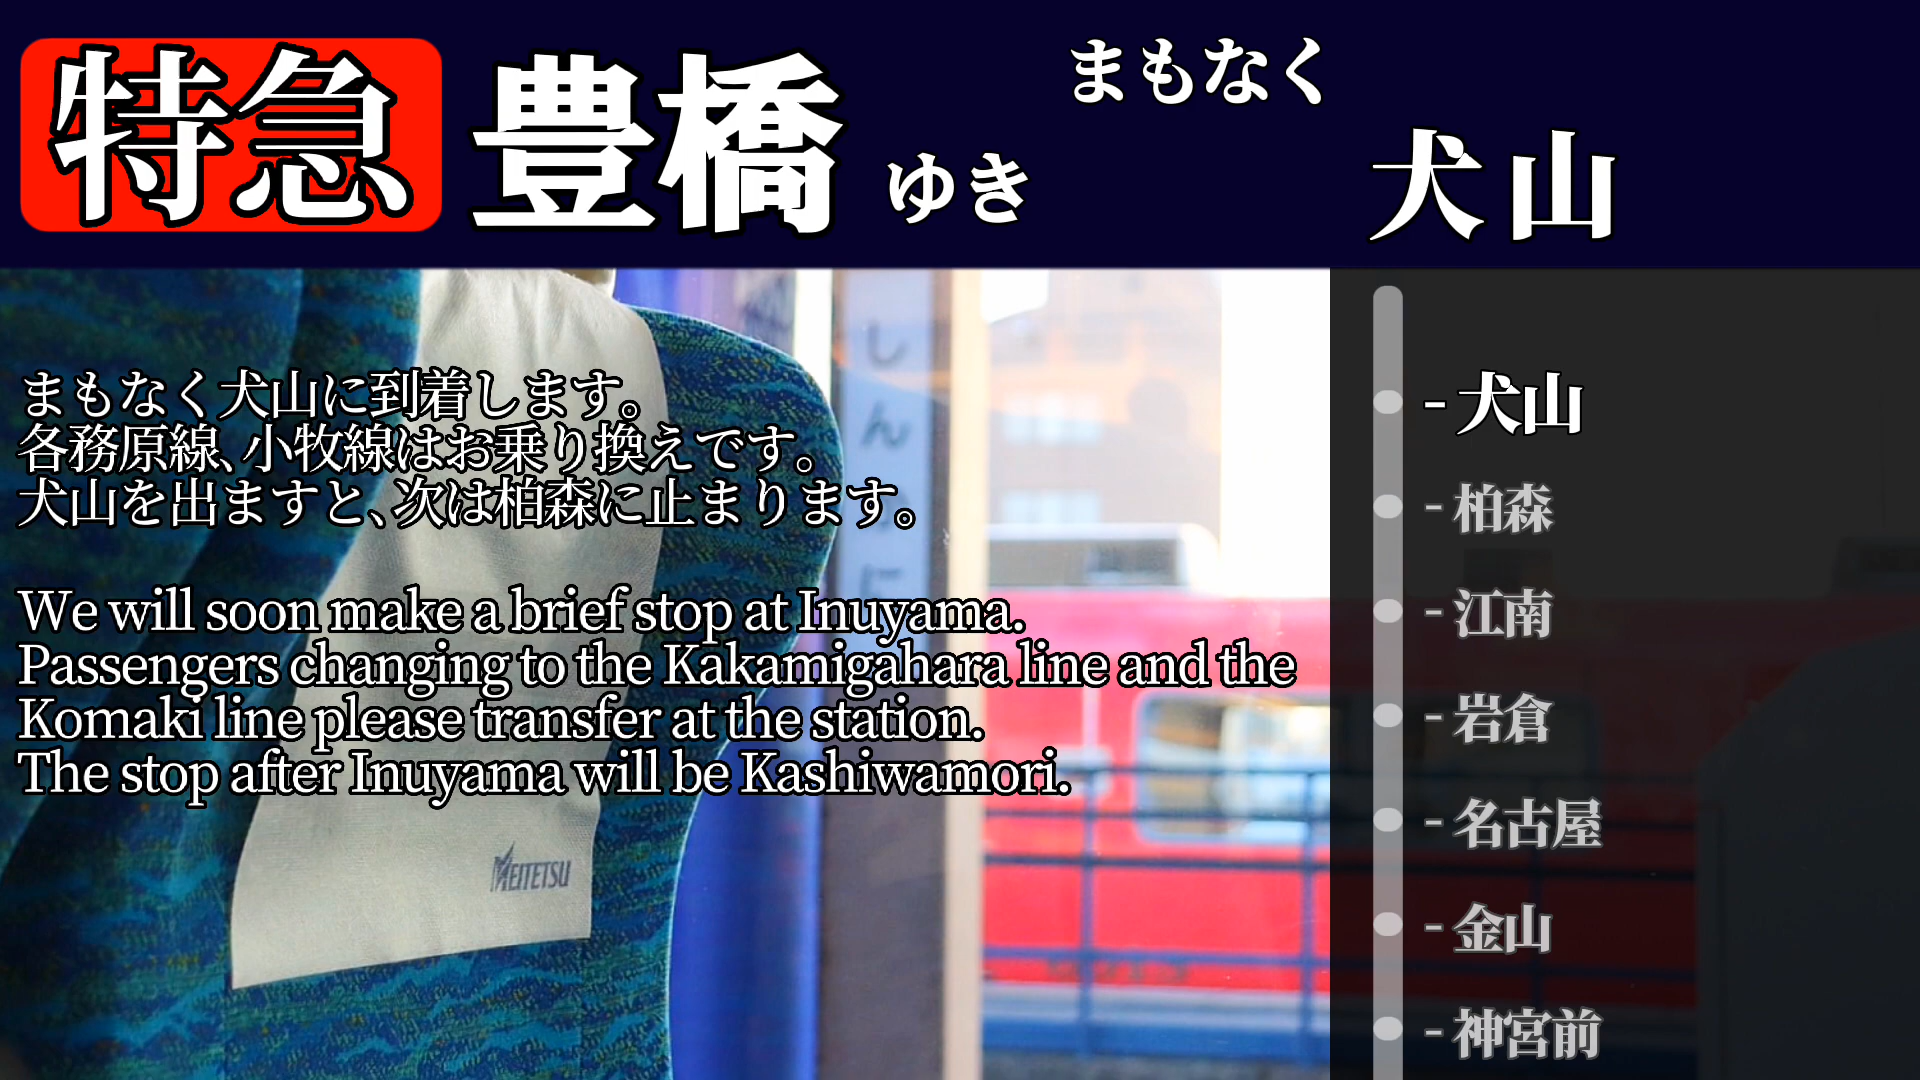 特急 豊橋 ゆき
まもなく
犬山
まもなく犬山に到着します。
各務原線、小牧線はお乗り換えです。
犬山を出ますと、次は柏森に止まります。
We will soon make a brief stop at Inuyama.
Passengers changing to the Kakamigahara line and the
Komaki line please transfer at the station.
The stop after Inuyama will be Kashiwamori.
- 犬山
- 柏森
- 江南
- 岩倉
- 名古屋
- 金山
- 神宮前
MEITETSU
しん